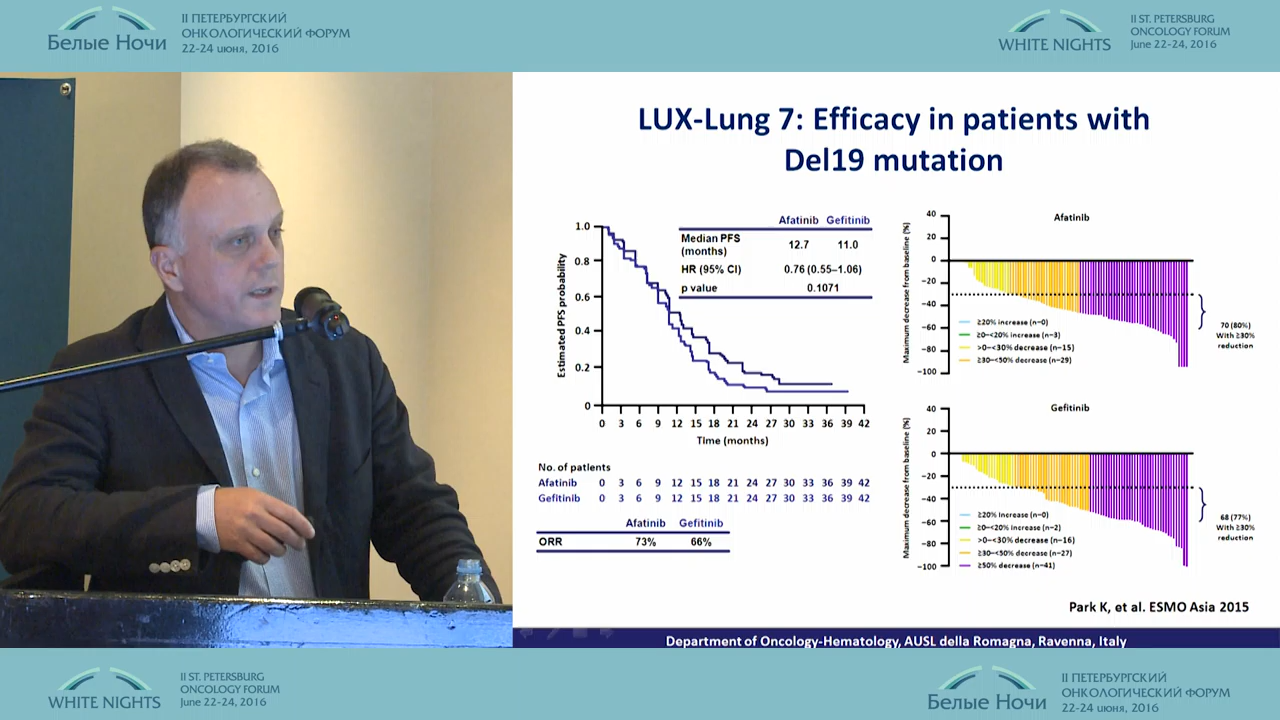 II ПЕТЕРБУРГСКИЙ
ОНКОЛОГИЧЕСКИЙ ФОРУМ
Белые Ночи
22-24 июня, 2016
II ST. PETERSBURG
ONCOLOGY FORUM
WHITE NIGHTS
June 22-24, 2016
LUX-Lung 7: Efficacy in patients with
Del19 mutation
Afatinib Gefitinib
Median PFS
(months) 12.7 11.0
HR (95% CI) 0.76 (0.55–1.06)
p value 0.1071
Estimated PFS probability
1.0
0.8
0.6
0.4
0.2
0
0 3 6 9 12 15 18 21 24 27 30 33 36 39 42
Time (months)
No. of patients
Afatinib 0 3 6 9 12 15 18 21 24 27 30 33 36 39 42
Gefitinib 0 3 6 9 12 15 18 21 24 27 30 33 36 39 42
Afatinib Gefitinib
ORR 73% 66%
Afatinib
Maximum decrease from baseline (%)
40
20
0
−20
−40
−60
−80
−100
≥20% increase (n=0)
≥0–<20% increase (n=3)
>0–<30% decrease (n=15)
≥30–<50% decrease (n=29)
70 (80%)
With ≥30%
reduction
Gefitinib
Maximum decrease from baseline (%)
40
20
0
−20
−40
−60
−80
−100
≥20% increase (n=0)
≥0–<20% increase (n=2)
>0–<30% decrease (n=16)
≥30–<50% decrease (n=27)
≥50% decrease (n=41)
68 (77%)
With ≥30%
reduction
Park K, et al. ESMO Asia 2015
Department of Oncology-Hematology, AUSL della Romagna, Ravenna, Italy
II ST. PETERSBURG
ONCOLOGY FORUM
WHITE NIGHTS
June 22-24, 2016
II ПЕТЕРБУРГСКИЙ
ОНКОЛОГИЧЕСКИЙ ФОРУМ
Белые Ночи
22-24 июня, 2016